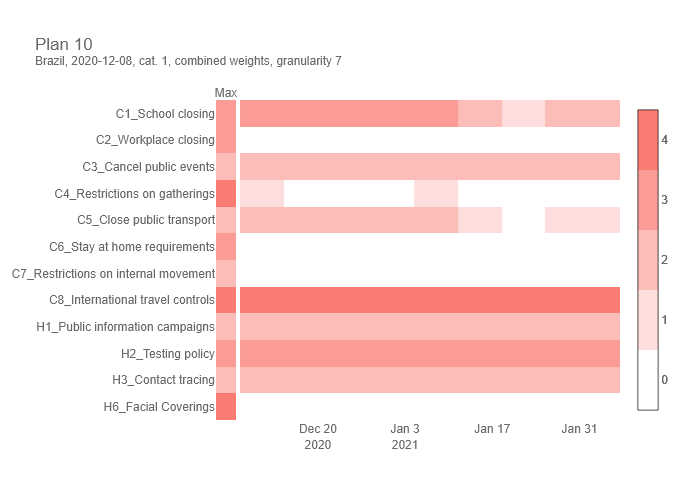 Plan 10
Brazil, 2020-12-08, cat. 1, combined weights, granularity 7
Max
C1_School closing
C2_Workplace closing
C3_Cancel public events
C4_Restrictions on gatherings
C5_Close public transport
C6_Stay at home requirements
C7_Restrictions on internal movement
C8_International travel controls
H1_Public information campaigns
H2_Testing policy
H3_Contact tracing
H6_Facial Coverings
Dec 20
2020
Jan 3
2021
Jan 17
Jan 31
4
3
2
1
0